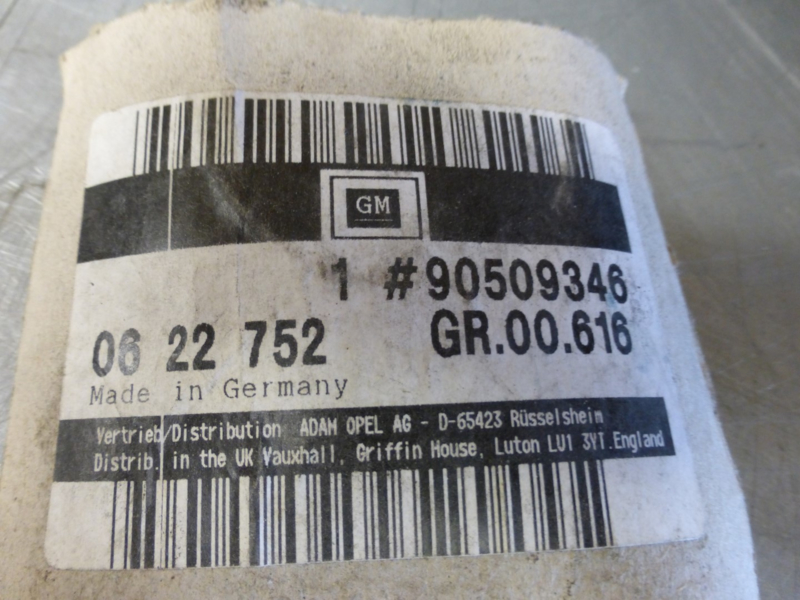 GM
1 #90509346
06 22 752 GR.00.616
Made in Germany
Vertrieb/Distribution ADAM OPEL AG - D-65423 Rüsselsheim
Distrib. in the UK Vauxhall, Griffin House, Luton LU1 3YT.England